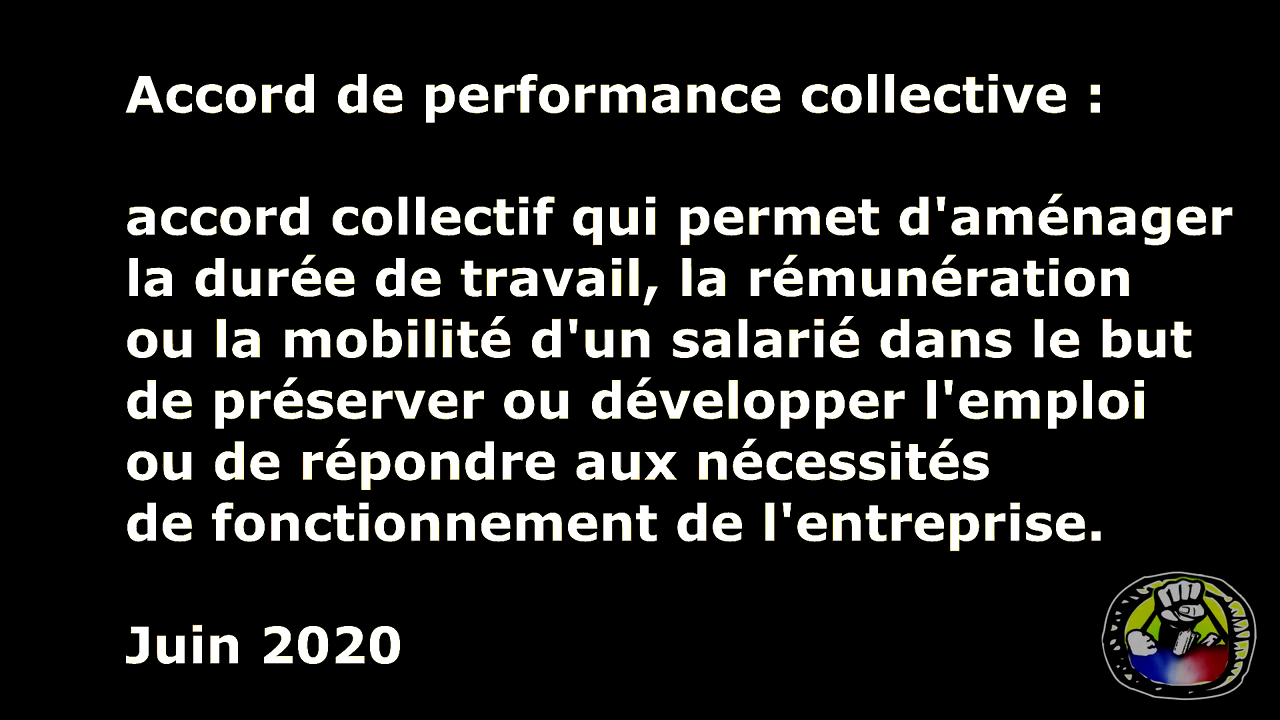 Accord de performance collective :
accord collectif qui permet d'aménager
la durée de travail, la rémunération
ou la mobilité d'un salarié dans le but
de préserver ou développer l'emploi
ou de répondre aux nécessités
de fonctionnement de l'entreprise.
Juin 2020